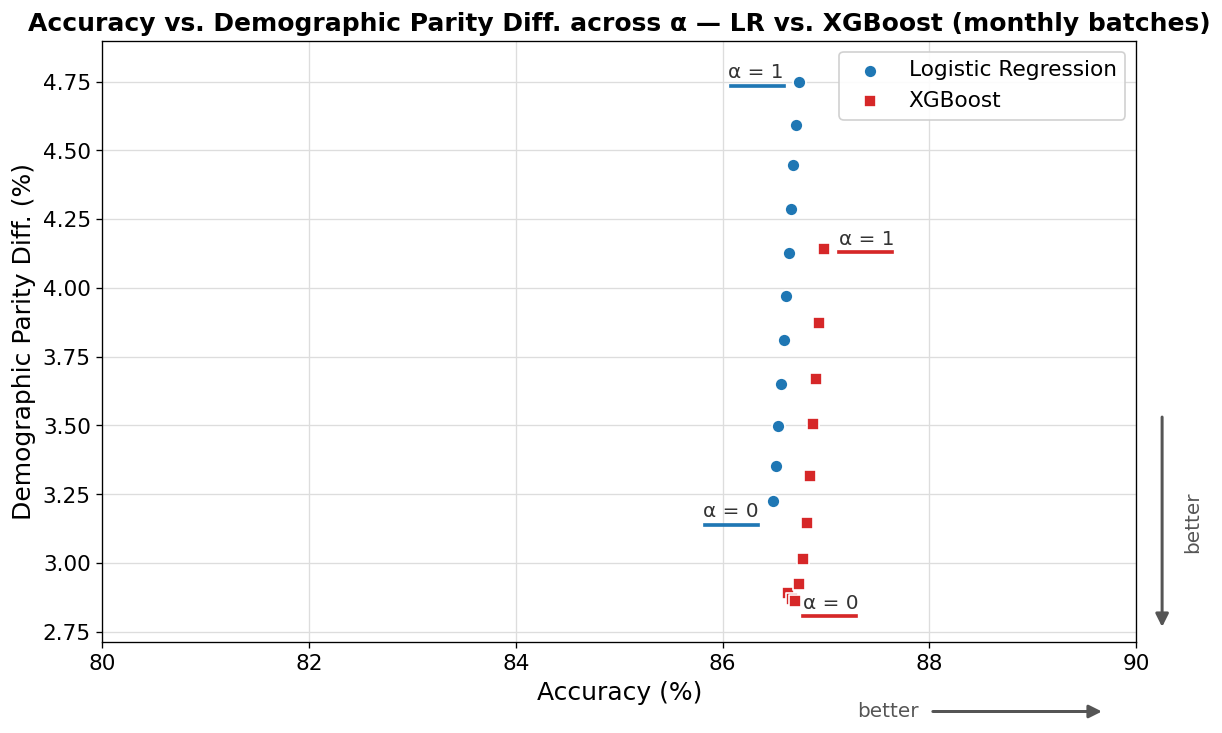 Accuracy vs. Demographic Parity Diff. across α — LR vs. XGBoost (monthly batches)
Logistic Regression
XGBoost
α = 1
α = 1
α = 0
α = 0
Demographic Parity Diff. (%)
4.75
4.50
4.25
4.00
3.75
3.50
3.25
3.00
2.75
80
82
84
86
88
90
Accuracy (%)
better
better